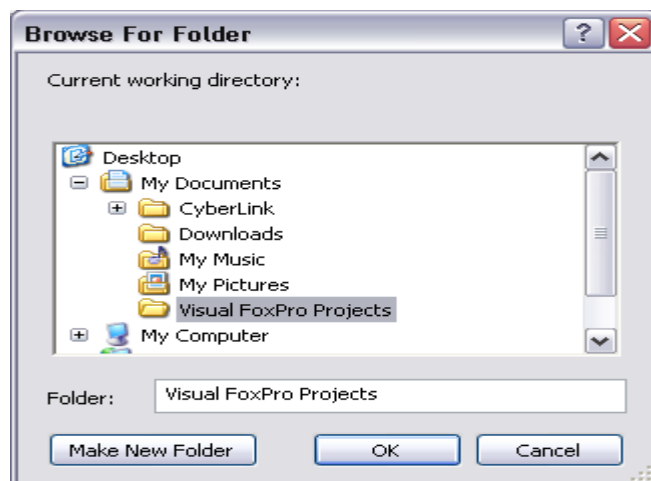 Browse For Folder
Current working directory:
Desktop
My Documents
CyberLink
Downloads
My Music
My Pictures
Visual FoxPro Projects
My Computer
Folder: Visual FoxPro Projects
Make New Folder OK Cancel